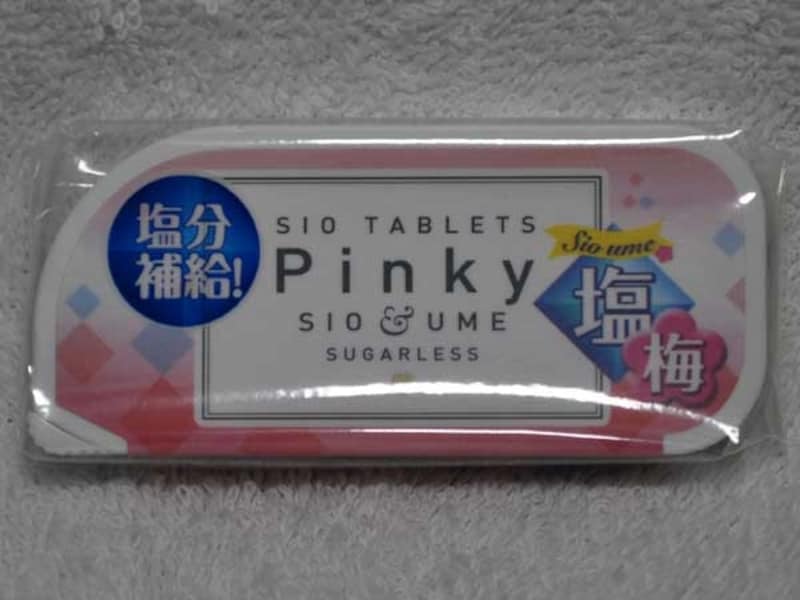 塩分
補給!
SIO TABLETS
Pinky
SIO & UME
SUGARLESS
Sio ume
塩
梅